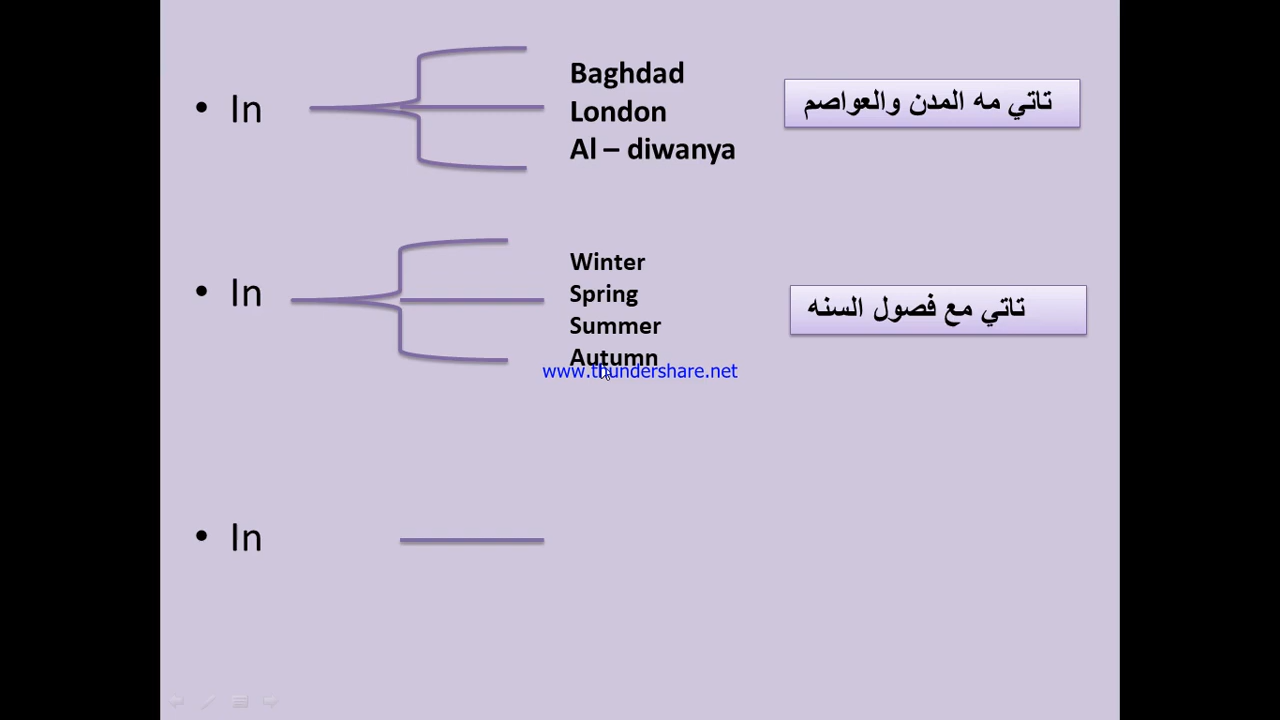 • In
Baghdad
London
Al – diwanya
تاتي مه المدن والعواصم
• In
Winter
Spring
Summer
Autumn
تاتي مع فصول السنه
www.thundershare.net
• In